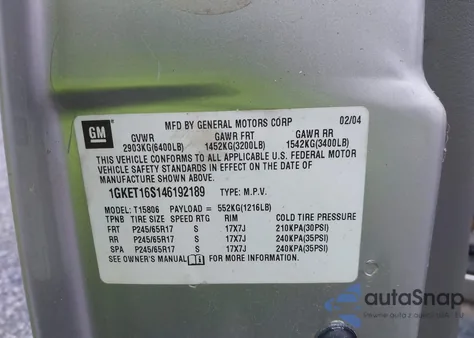 GM
MFD BY GENERAL MOTORS CORP 02/04
GVWR GAWR FRT GAWR RR
2903KG(6400LB) 1452KG(3200LB) 1542KG(3400LB)
THIS VEHICLE CONFORMS TO ALL APPLICABLE U.S. FEDERAL MOTOR
VEHICLE SAFETY STANDARDS IN EFFECT ON THE DATE OF
MANUFACTURE SHOWN ABOVE.
1GKET16S146192189 TYPE: M.P.V.
MODEL: T15806 PAYLOAD = 552KG(1216LB)
TNP TIRE SIZE SPEED RTG RIM COLD TIRE PRESSURE
FRT P245/65R17 S 17X7J 210KPA(30PSI)
RR P245/65R17 S 17X7J 240KPA(35PSI)
SPA P245/65R17 S 17X7J 240KPA(35PSI)
SEE OWNER'S MANUAL FOR MORE INFORMATION.
autoSnap